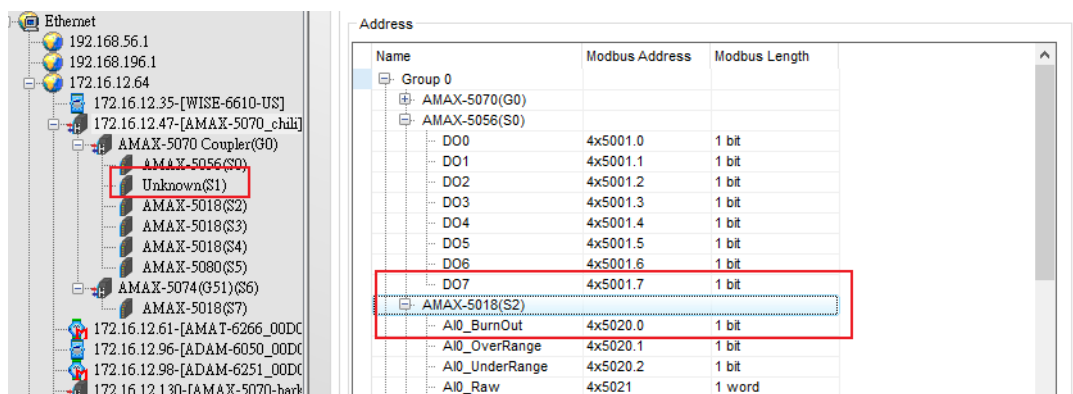 Ethernet
192.168.56.1
192.168.196.1
172.16.12.64
172.16.12.35-[WISE-6610-US]
172.16.12.47-[AMAX-5070_chili]
AMAX-5070 Coupler(G0)
AMAX-5056(S0)
Unknown(S1)
AMAX-5018(S2)
AMAX-5018(S3)
AMAX-5018(S4)
AMAX-5080(S5)
AMAX-5074(G51)(S6)
AMAX-5018(S7)
172.16.12.61-[AMAT-6266_00D0
172.16.12.96-[ADAM-6050_00D0
172.16.12.98-[ADAM-6251_00D0
172.16.12.130-[AMAX-5070-hark
Address
Name Modbus Address Modbus Length
Group 0
AMAX-5070(G0)
AMAX-5056(S0)
DO0 4x5001.0 1 bit
DO1 4x5001.1 1 bit
DO2 4x5001.2 1 bit
DO3 4x5001.3 1 bit
DO4 4x5001.4 1 bit
DO5 4x5001.5 1 bit
DO6 4x5001.6 1 bit
DO7 4x5001.7 1 bit
AMAX-5018(S2)
AI0_BurnOut 4x5020.0 1 bit
AI0_OverRange 4x5020.1 1 bit
AI0_UnderRange 4x5020.2 1 bit
AI0_Raw 4x5021 1 word